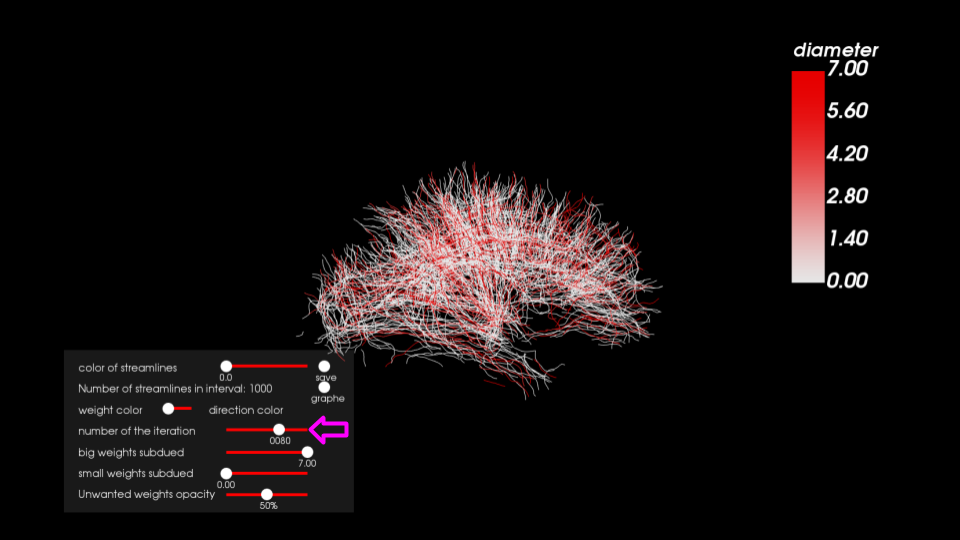 diameter
7.00
5.60
4.20
2.80
1.40
0.00
color of streamlines
0.0
save
Number of streamlines in interval: 1000
graphe
weight color direction color
number of the iteration
0080
big weights subdued
7.00
small weights subdued
0.00
Unwanted weights opacity
50%